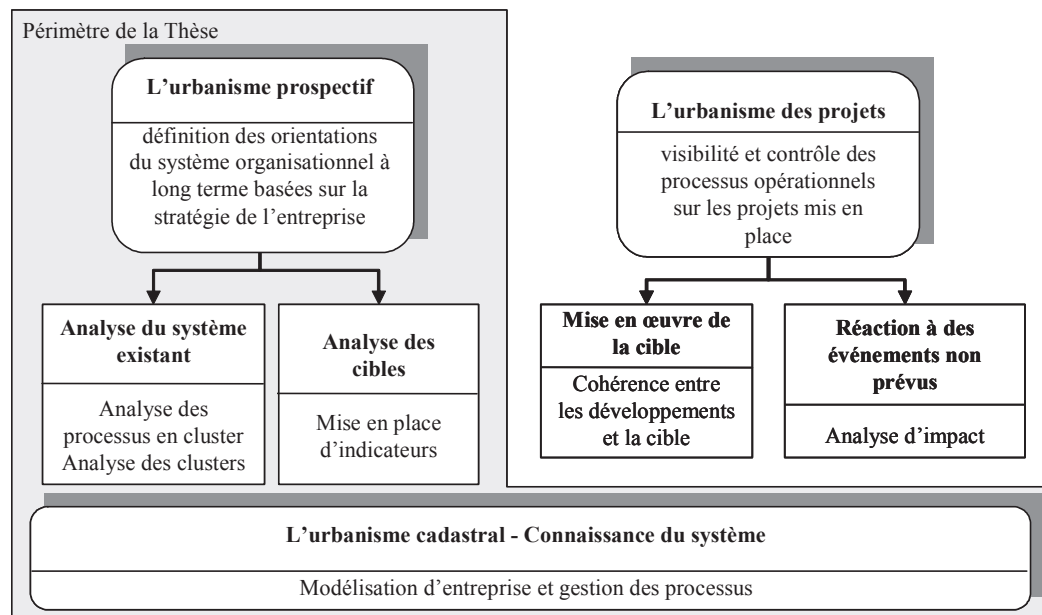 Périmètre de la Thèse
L'urbanisme prospectif
définition des orientations
du système organisationnel à
long terme basées sur la
stratégie de l'entreprise
L'urbanisme des projets
visibilité et contrôle des
processus opérationnels
sur les projets mis en
place
Analyse du système
existant
Analyse des
processus en cluster
Analyse des clusters
Analyse des
cibles
Mise en place
d'indicateurs
Mise en œuvre de
la cible
Cohérence entre
les développements
et la cible
Réaction à des
événements non
prévus
Analyse d'impact
L'urbanisme cadastral - Connaissance du système
Modélisation d'entreprise et gestion des processus